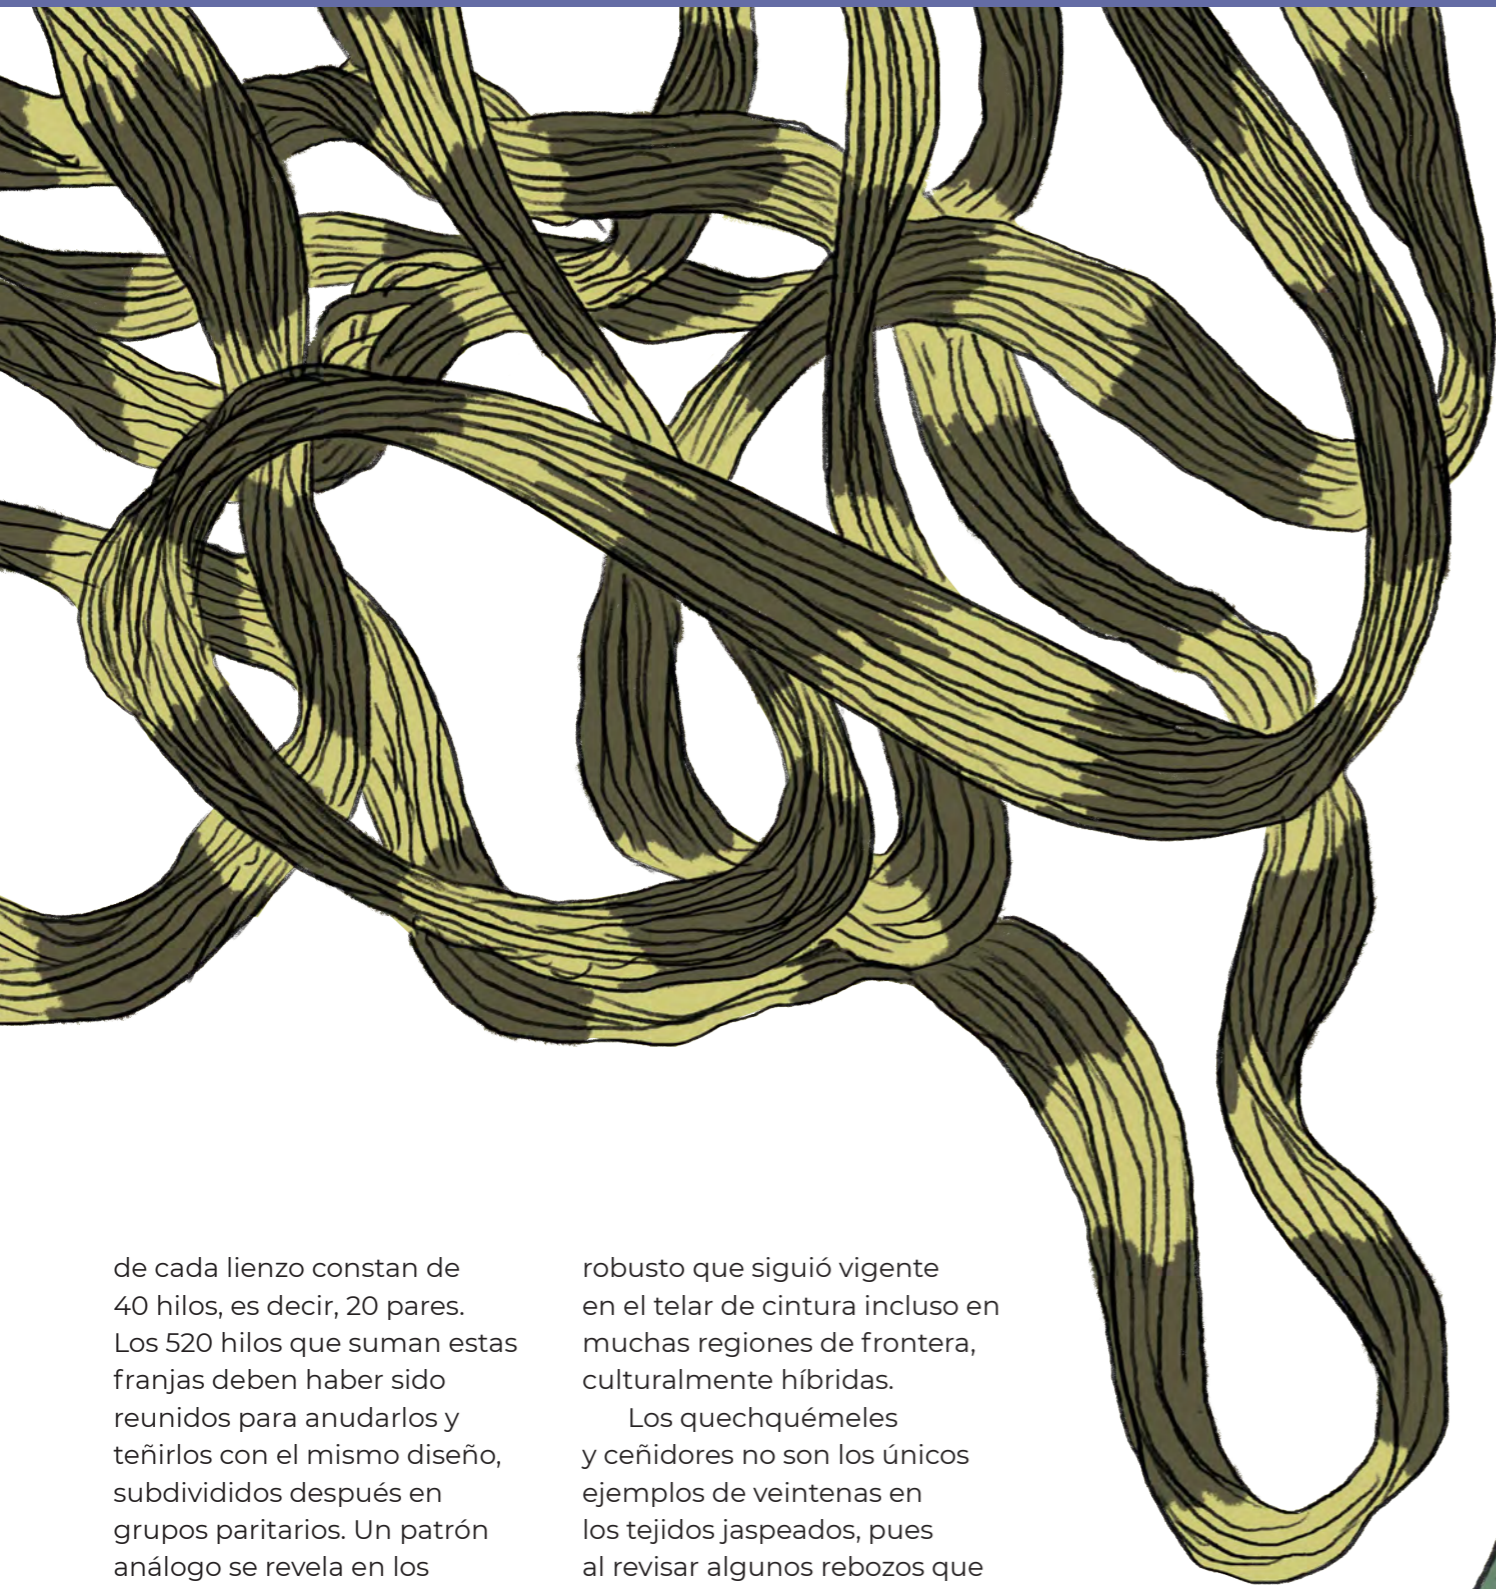 de cada lienzo constan de
40 hilos, es decir, 20 pares.
Los 520 hilos que suman estas
franjas deben haber sido
reunidos para anudarlos y
teñirlos con el mismo diseño,
subdivididos después en
grupos paritarios. Un patrón
análogo se revela en los
robusto que siguió vigente
en el telar de cintura incluso en
muchas regiones de frontera,
culturalmente híbridas.
Los quechquémeles
y ceñidores no son los únicos
ejemplos de veintenas en
los tejidos jaspeados, pues
al revisar algunos rebozos que